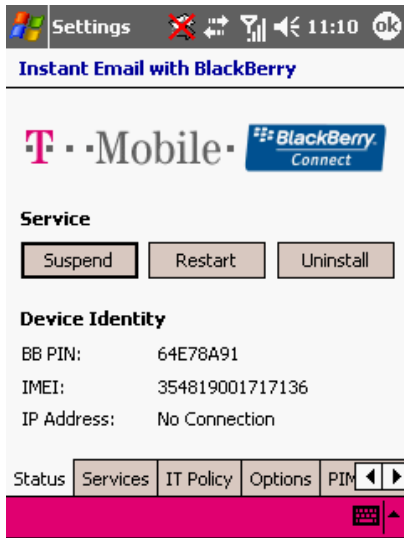 Settings 11:10 ok
Instant Email with BlackBerry
T··Mobile· BlackBerry. Connect
Service
Suspend Restart Uninstall
Device Identity
BB PIN: 64E78A91
IMEI: 354819001717136
IP Address: No Connection
Status Services IT Policy Options PIM